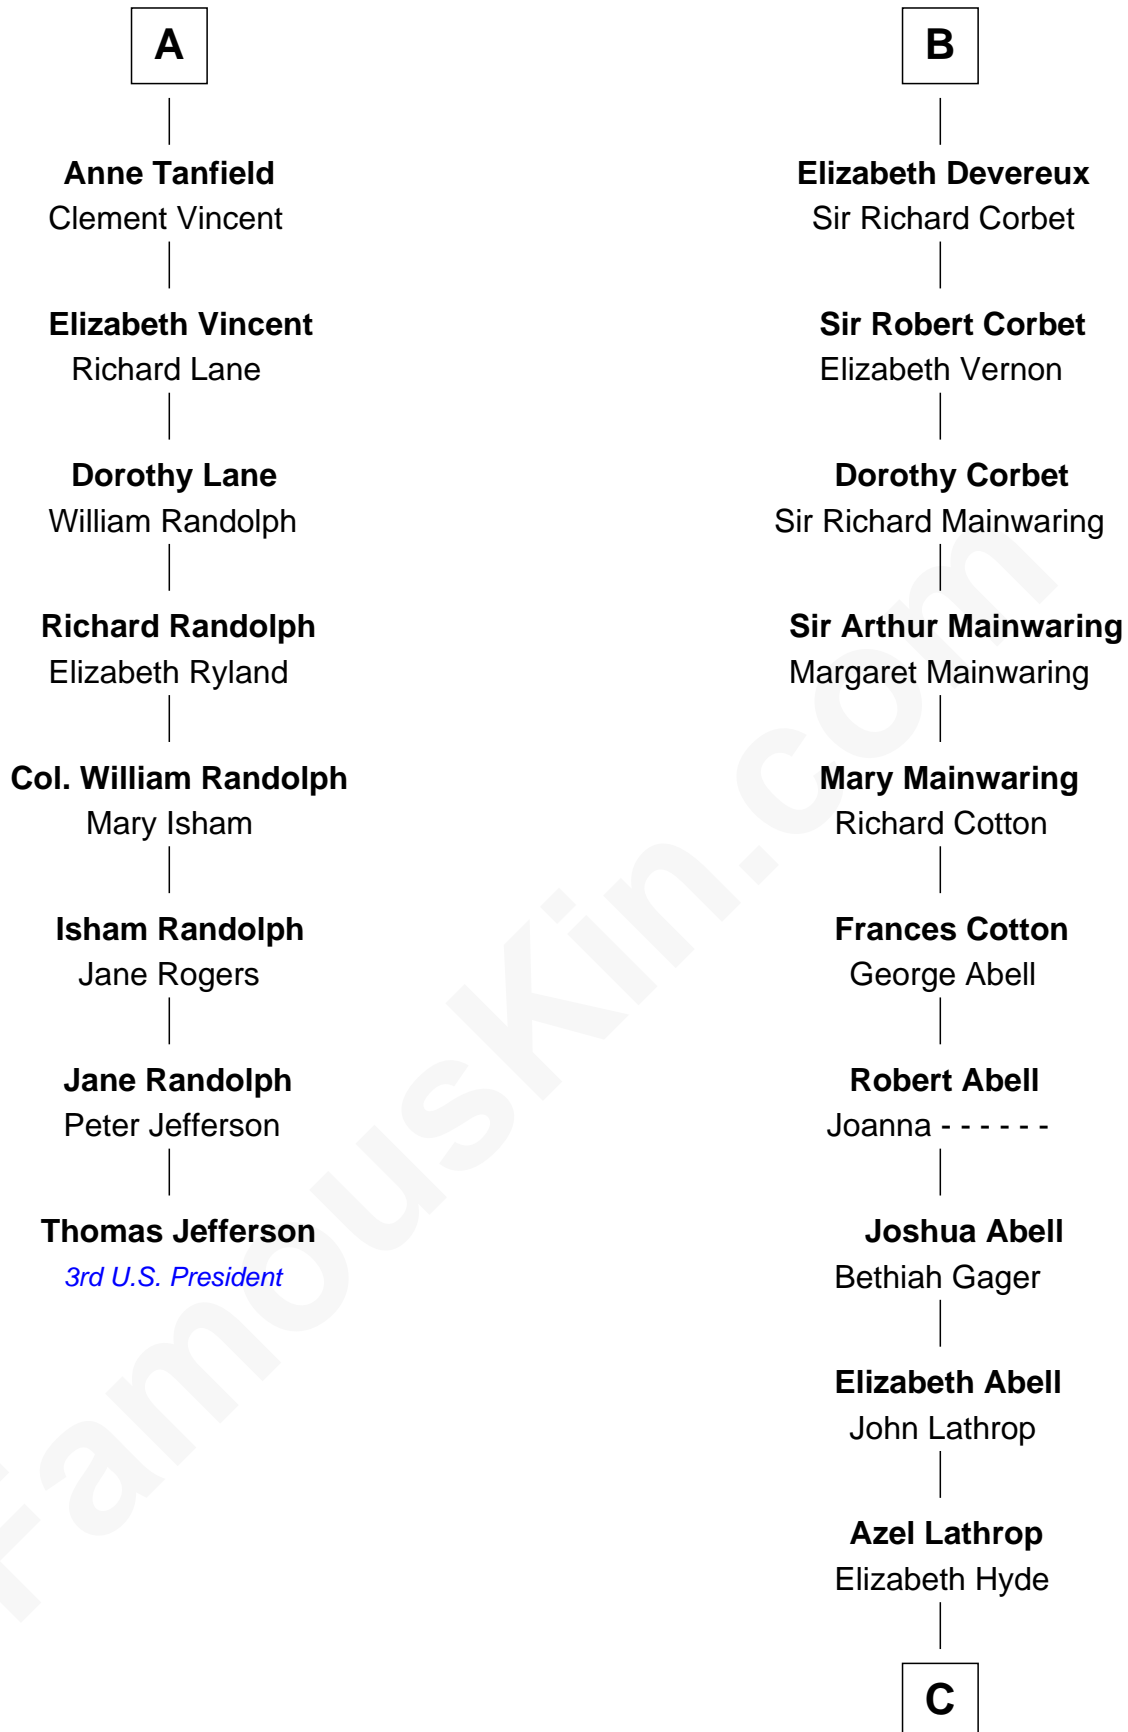 A
Anne Tanfield
Clement Vincent
Elizabeth Vincent
Richard Lane
Dorothy Lane
William Randolph
Richard Randolph
Elizabeth Ryland
Col. William Randolph
Mary Isham
Isham Randolph
Jane Rogers
Jane Randolph
Peter Jefferson
Thomas Jefferson
3rd U.S. President
B
Elizabeth Devereux
Sir Richard Corbet
Sir Robert Corbet
Elizabeth Vernon
Dorothy Corbet
Sir Richard Mainwaring
Sir Arthur Mainwaring
Margaret Mainwaring
Mary Mainwaring
Richard Cotton
Frances Cotton
George Abell
Robert Abell
Joanna - - - - - -
Joshua Abell
Bethiah Gager
Elizabeth Abell
John Lathrop
Azel Lathrop
Elizabeth Hyde
C
FamousKin.com